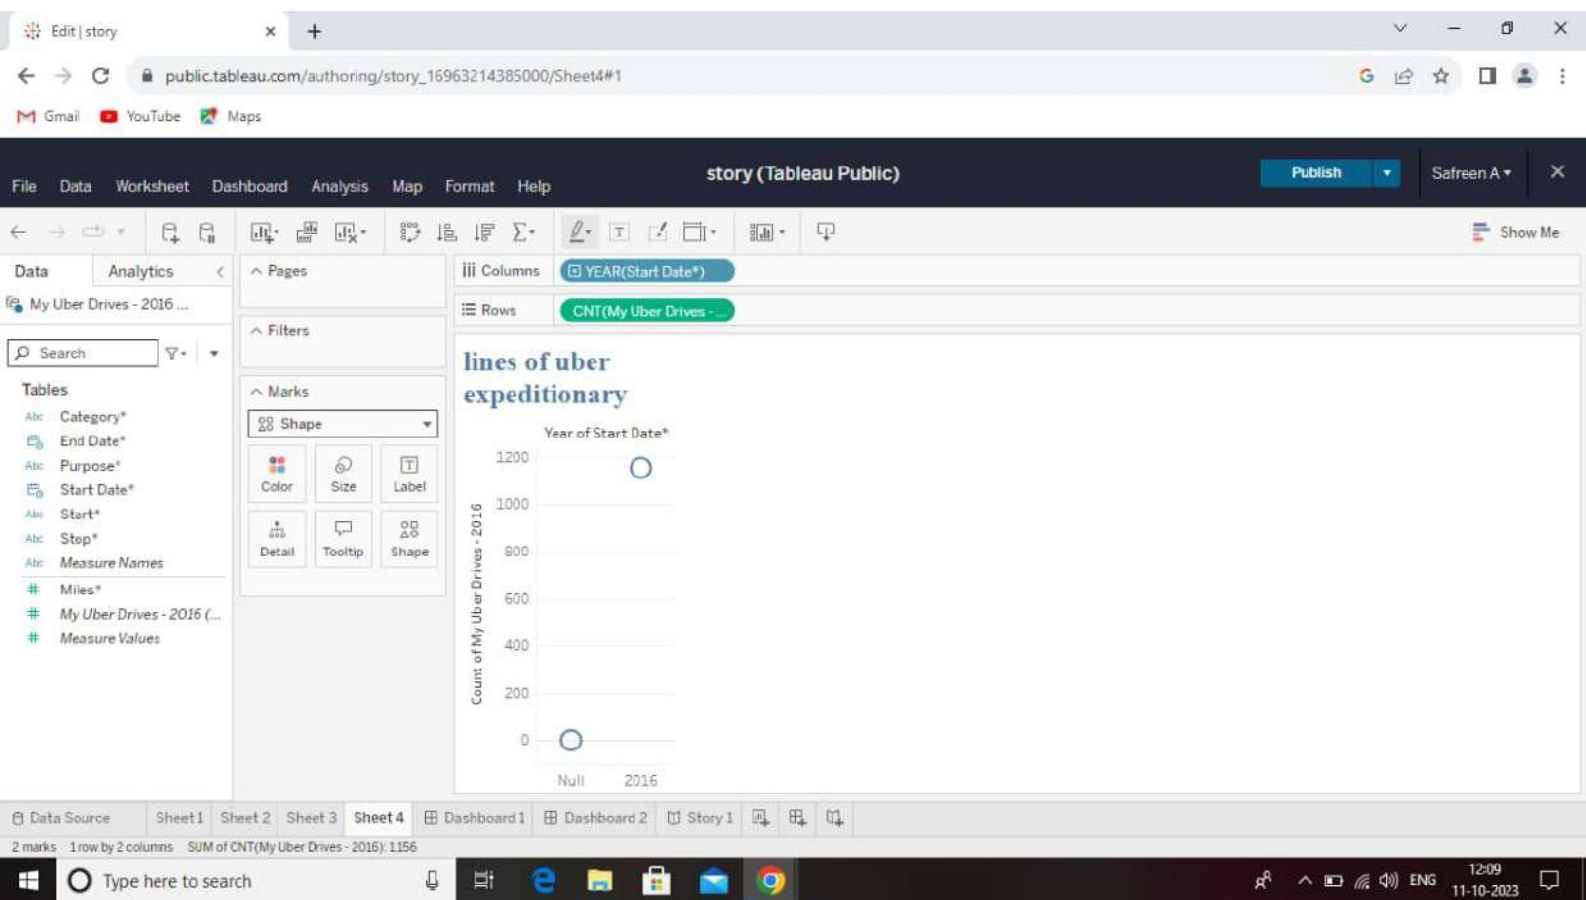 Edit | story
public.tableau.com/authoring/story_16963214385000/Sheet4#1
Gmail YouTube Maps
story (Tableau Public)
Publish
Safreen A
File Data Worksheet Dashboard Analysis Map Format Help
Show Me
Data Analytics
My Uber Drives - 2016 ...
Search
Tables
Abc Category*
End Date*
Abc Purpose*
Start Date*
Abc Start*
Abc Stop*
Abc Measure Names
# Miles*
# My Uber Drives - 2016 (...
# Measure Values
Pages
Filters
Marks
Shape
Color Size Label
Detail Tooltip Shape
iii Columns YEAR(Start Date*)
Rows CNT(My Uber Drives - ...
lines of uber
expeditionary
Year of Start Date*
Count of My Uber Drives - 2016
1200
1000
800
600
400
200
0
Null 2016
Data Source Sheet 1 Sheet 2 Sheet 3 Sheet 4 Dashboard 1 Dashboard 2 Story 1
2 marks 1 row by 2 columns SUM of CNT(My Uber Drives - 2016): 1156
Type here to search
ENG
12:09
11-10-2023